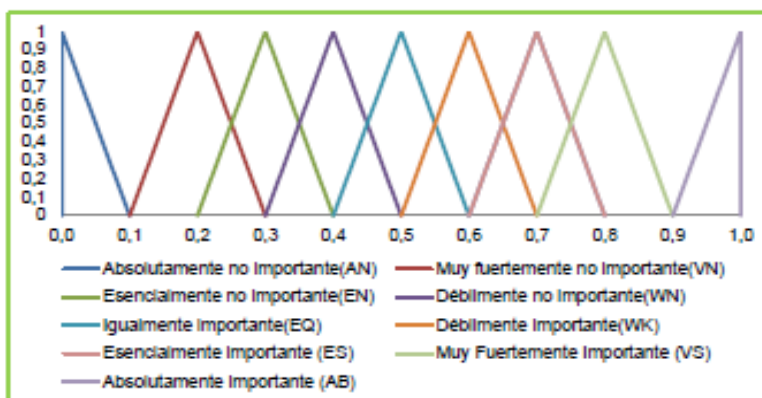 1
0,9
0,8
0,7
0,6
0,5
0,4
0,3
0,2
0,1
0
0,0 0,1 0,2 0,3 0,4 0,5 0,6 0,7 0,8 0,9 1,0
Absolutamente no Importante(AN) Muy fuertemente no Importante(VN)
Esencialmente no Importante(EN) Débilmente no Importante(WN)
Igualmente Importante(EQ) Débilmente Importante(WK)
Esencialmente Importante (ES) Muy Fuertemente Importante (VS)
Absolutamente Importante (AB)